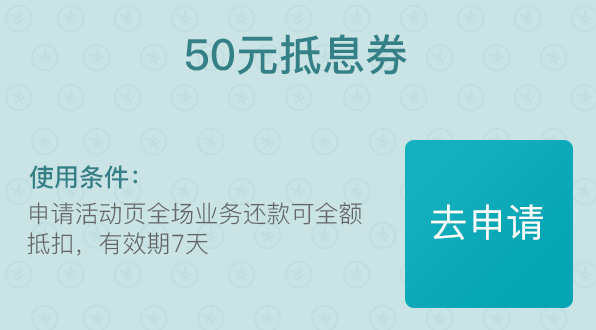 50元抵息券
使用条件：
申请活动页全场业务还款可全额
抵扣，有效期7天
去申请